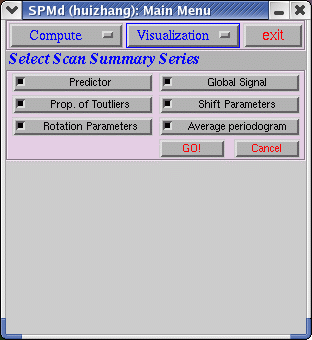 SPMd (huizhang): Main Menu
Compute Visualization exit
Select Scan Summary Series
Predictor Global Signal
Prop. of Toutliers Shift Parameters
Rotation Parameters Average periodogram
GO! Cancel